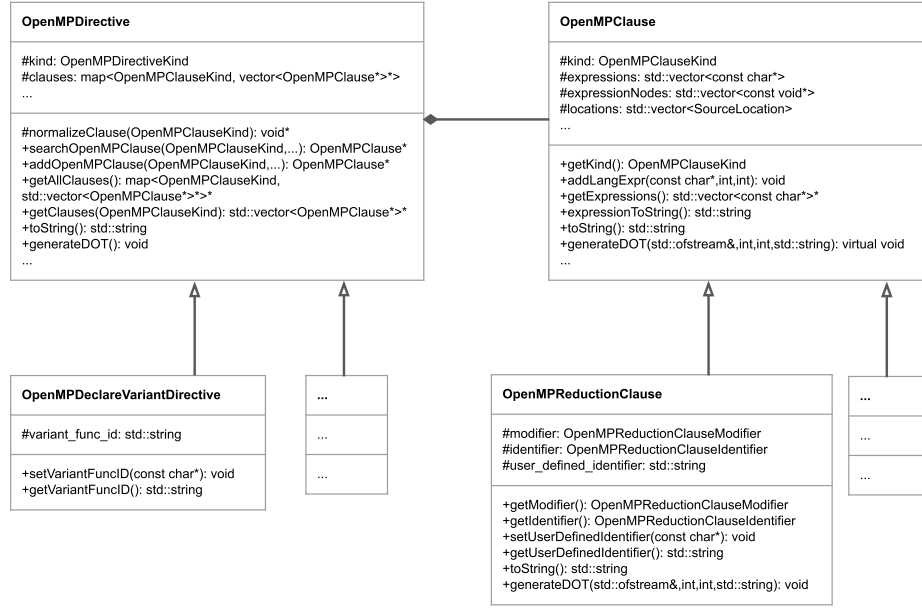 OpenMPDirective
#kind: OpenMPDirectiveKind
#clauses: map<OpenMPClauseKind, vector<OpenMPClause*>*>
...
#normalizeClause(OpenMPClauseKind): void*
+searchOpenMPClause(OpenMPClauseKind,...): OpenMPClause*
+addOpenMPClause(OpenMPClauseKind,...): OpenMPClause*
+getAllClauses(): map<OpenMPClauseKind,
std::vector<OpenMPClause*>*>*
+getClauses(OpenMPClauseKind): std::vector<OpenMPClause*>*
+toString(): std::string
+generateDOT(): void
...
OpenMPClause
#kind: OpenMPClauseKind
#expressions: std::vector<const char*>
#expressionNodes: std::vector<const void*>
#locations: std::vector<SourceLocation>
...
+getKind(): OpenMPClauseKind
+addLangExpr(const char*,int,int): void
+getExpressions(): std::vector<const char*>*
+expressionToString(): std::string
+toString(): std::string
+generateDOT(std::ofstream&,int,int,std::string): virtual void
...
OpenMPDeclareVariantDirective
#variant_func_id: std::string
+setVariantFuncID(const char*): void
+getVariantFuncID(): std::string
...
...
...
OpenMPReductionClause
#modifier: OpenMPReductionClauseModifier
#identifier: OpenMPReductionClauseIdentifier
#user_defined_identifier: std::string
+getModifier(): OpenMPReductionClauseModifier
+getIdentifier(): OpenMPReductionClauseIdentifier
+setUserDefinedIdentifier(const char*): void
+getUserDefinedIdentifier(): std::string
+toString(): std::string
+generateDOT(std::ofstream&,int,int,std::string): void
...
...
...